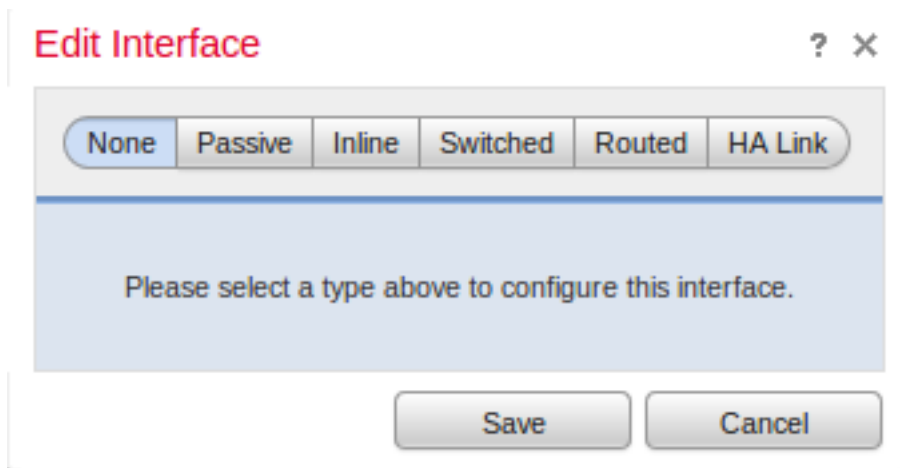 Edit Interface ? ×
None Passive Inline Switched Routed HA Link
Please select a type above to configure this interface.
Save Cancel